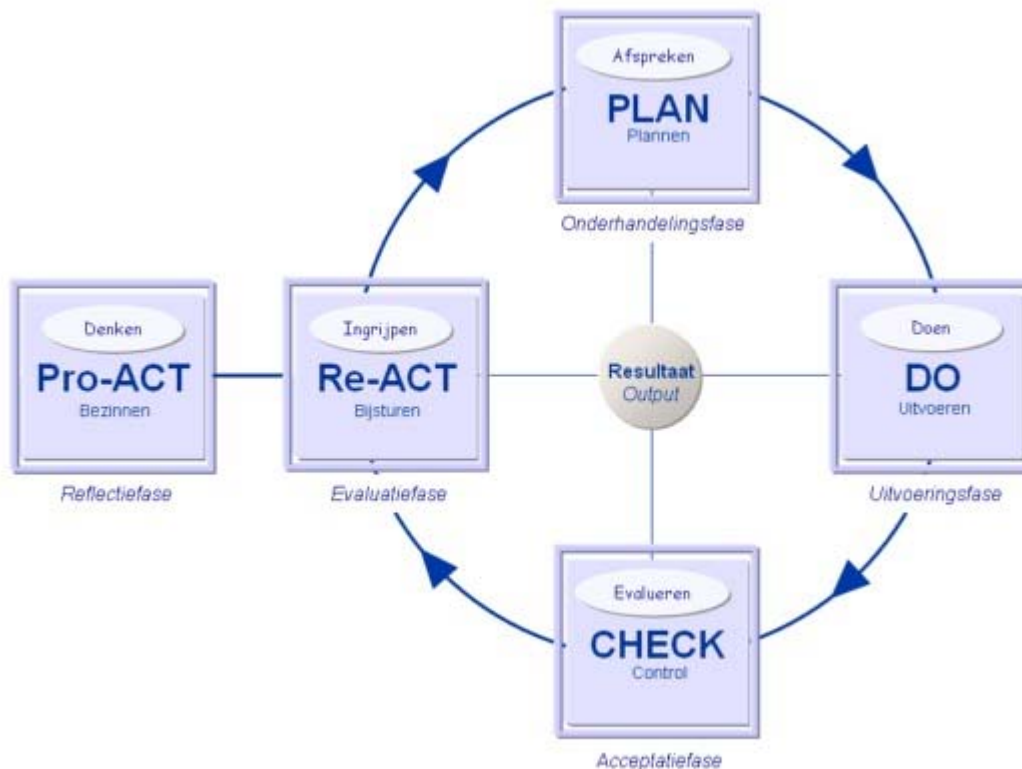 Afspreken
PLAN
Plannen
Onderhandelingsfase
Denken
Pro-ACT
Bezinnen
Reflectiefase
Ingrijpen
Re-ACT
Bijsturen
Evaluatiefase
Resultaat
Output
Doen
DO
Uitvoeren
Uitvoeringsfase
Evalueren
CHECK
Control
Acceptatiefase